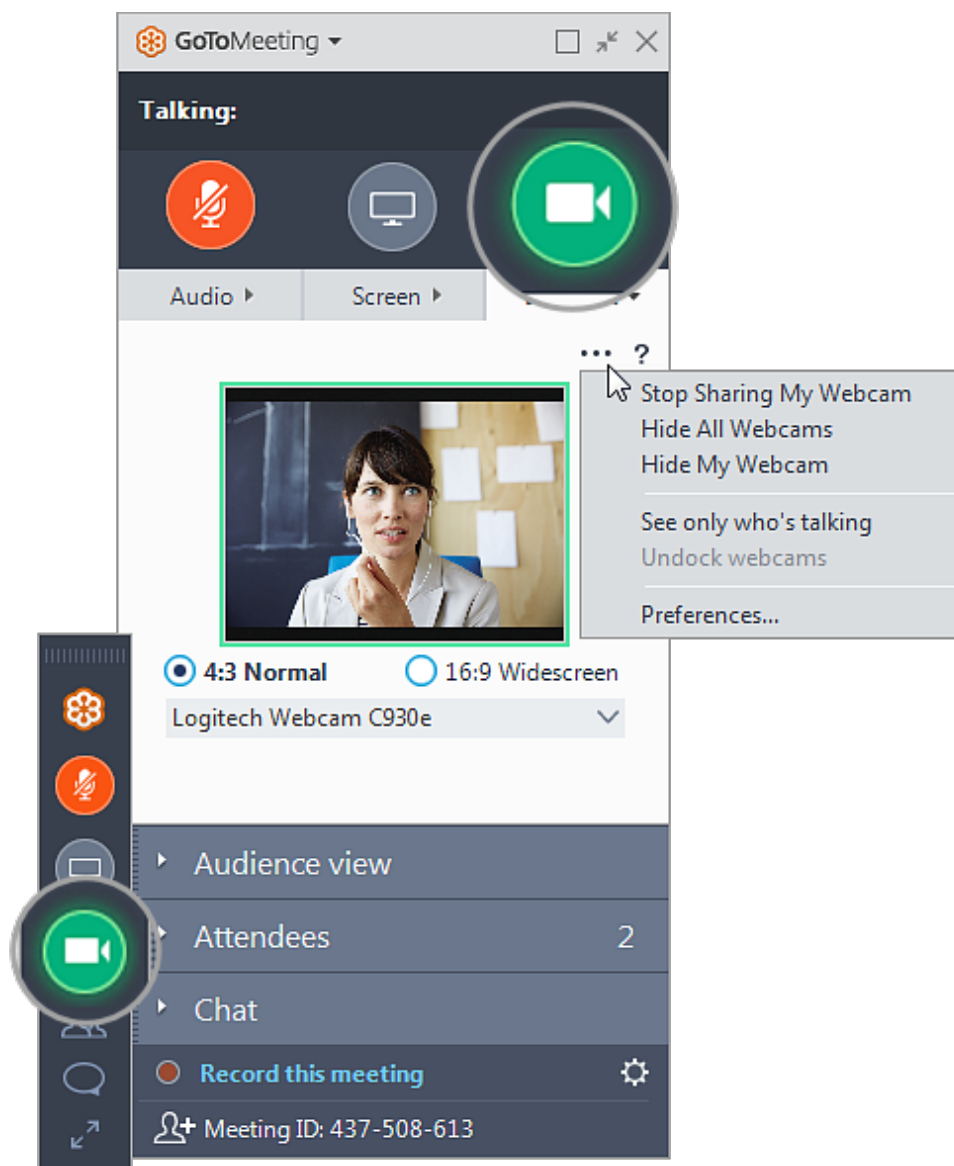 GoToMeeting
Talking:
Audio
Screen
?
Stop Sharing My Webcam
Hide All Webcams
Hide My Webcam
See only who's talking
Undock webcams
Preferences...
4:3 Normal
16:9 Widescreen
Logitech Webcam C930e
Audience view
Attendees 2
Chat
Record this meeting
Meeting ID: 437-508-613